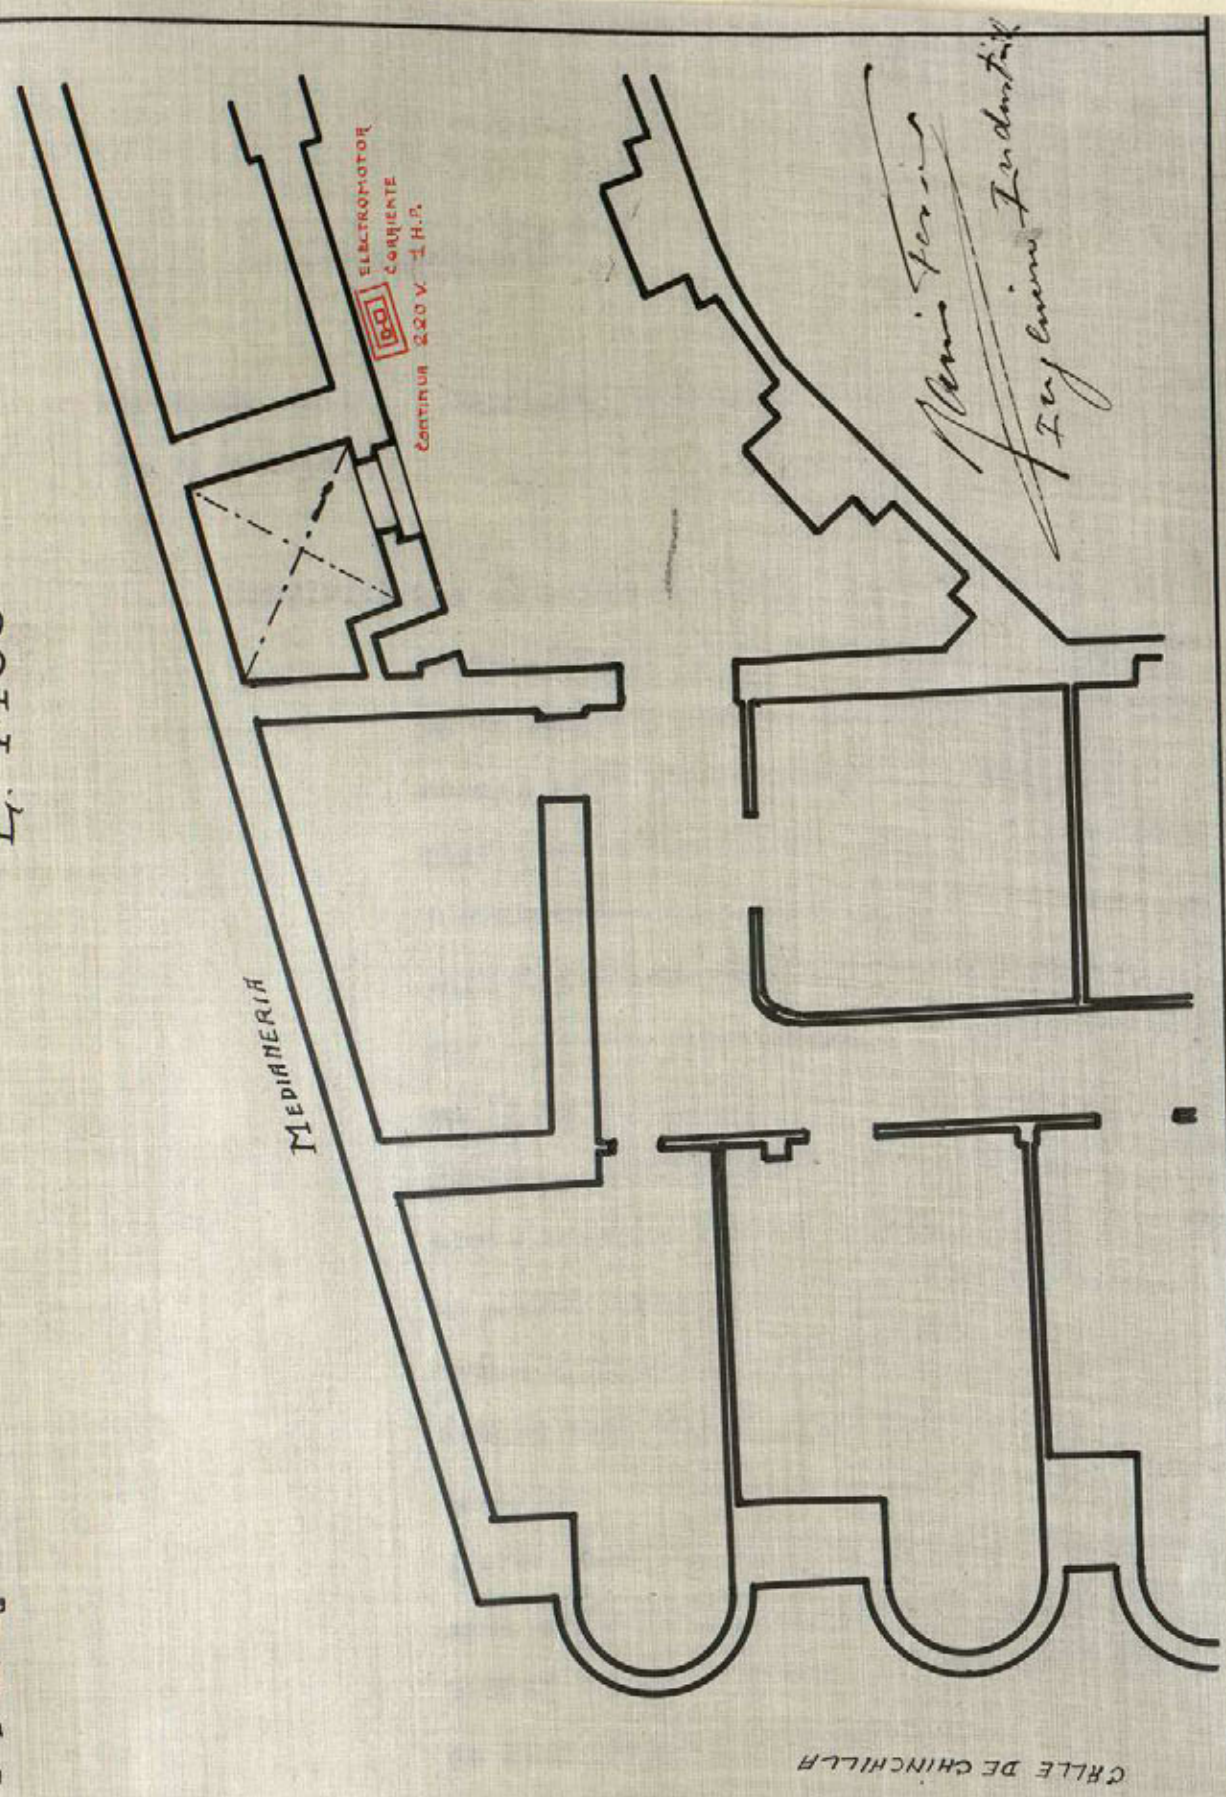 ELECTROMOTOR
CORRIENTE
CONTINUA 220 V. 1 H.P.
Ingeniero Industrial
MEDIANERIA
CALLE DE CHINCHILLA